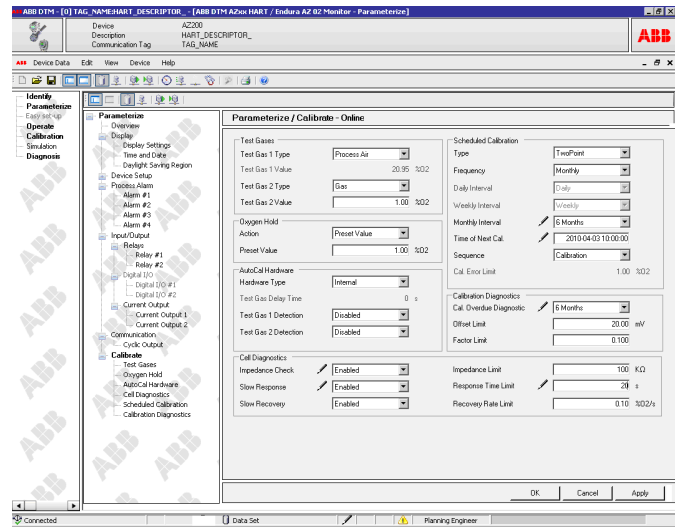 ABB DTM - [0] TAG_NAME:HART_DESCRIPTOR_ - [ABB DTM AZxx HART / Endura AZ 02 Monitor - Parameterize]
Device AZ200
Description HART_DESCRIPTOR_
Communication Tag TAG_NAME
ABB
ABB Device Data Edit View Device Help
Identify
Parameterize
Easy set-up
Operate
Calibration
Simulation
Diagnosis
Parameterize
Overview
Display
Display Settings
Time and Date
Daylight Saving Region
Device Setup
Process Alarm
Alarm #1
Alarm #2
Alarm #3
Alarm #4
Input/Output
Relays
Relay #1
Relay #2
Digital I/O
Digital I/O #1
Digital I/O #2
Current Output
Current Output 1
Current Output 2
Communication
Cyclic Output
Calibrate
Test Gases
Oxygen Hold
AutoCal Hardware
Cell Diagnostics
Scheduled Calibration
Calibration Diagnostics
Parameterize / Calibrate - Online
Test Gases
Test Gas 1 Type Process Air
Test Gas 1 Value 20.95 %O2
Test Gas 2 Type Gas
Test Gas 2 Value 1.00 %O2
Oxygen Hold
Action Preset Value
Preset Value 1.00 %O2
AutoCal Hardware
Hardware Type Internal
Test Gas Delay Time 0 s
Test Gas 1 Detection Disabled
Test Gas 2 Detection Disabled
Scheduled Calibration
Type TwoPoint
Frequency Monthly
Daily Interval Daily
Weekly Interval Weekly
Monthly Interval 6 Months
Time of Next Cal. 2010-04-03 10:00:00
Sequence Calibration
Cal. Error Limit 1.00 %O2
Calibration Diagnostics
Cal. Overdue Diagnostic 6 Months
Offset Limit 20.00 mV
Factor Limit 0.100
Cell Diagnostics
Impedance Check Enabled
Slow Response Enabled
Slow Recovery Enabled
Impedance Limit 100 KΩ
Response Time Limit 20 s
Recovery Rate Limit 0.10 %O2/s
OK Cancel Apply
Connected Data Set Planning Engineer